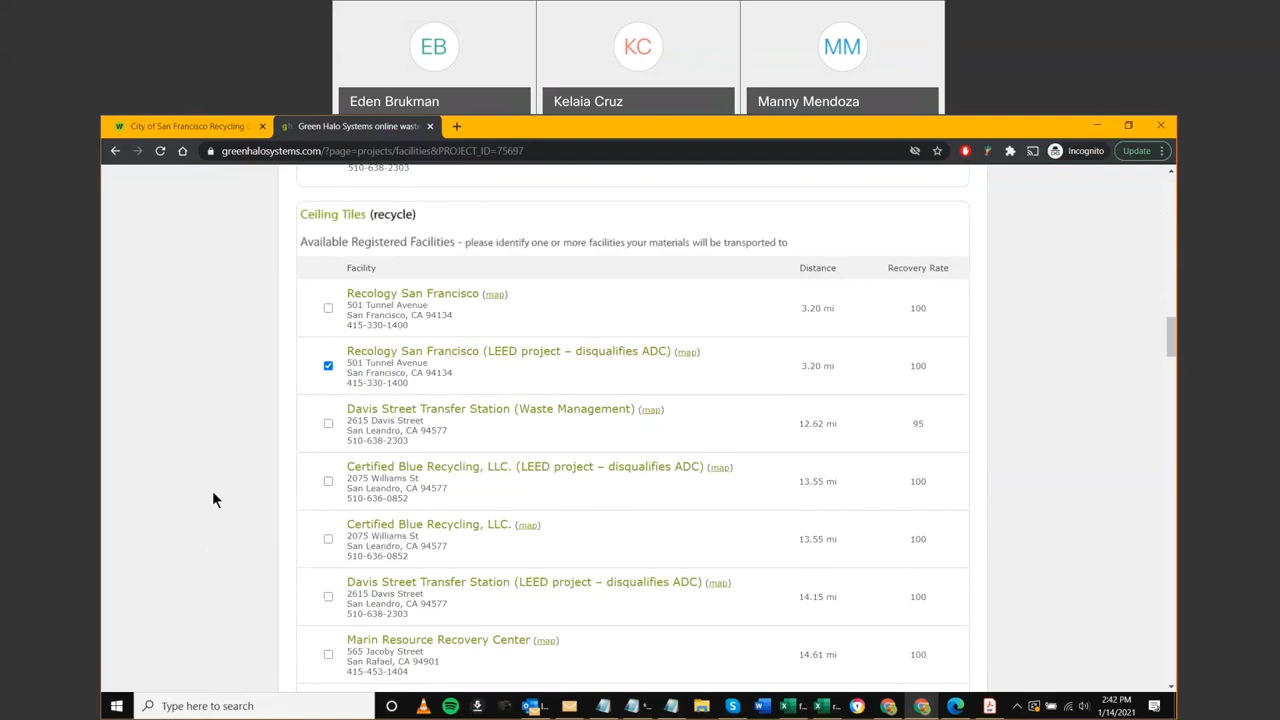 EB
KC
MM
Eden Brukman
Kelaia Cruz
Manny Mendoza
City of San Francisco Recycling
Green Halo Systems online wast
greenhalosystems.com/?page=projects/facilities&PROJECT_ID=75697
Incognito
Update
510-638-2303
Ceiling Tiles (recycle)
Available Registered Facilities - please identify one or more facilities your materials will be transported to
Facility Distance Recovery Rate
Recology San Francisco (map)
501 Tunnel Avenue
San Francisco, CA 94134
415-330-1400
3.20 mi 100
Recology San Francisco (LEED project – disqualifies ADC) (map)
501 Tunnel Avenue
San Francisco, CA 94134
415-330-1400
3.20 mi 100
Davis Street Transfer Station (Waste Management) (map)
2615 Davis Street
San Leandro, CA 94577
510-638-2303
12.62 mi 95
Certified Blue Recycling, LLC. (LEED project – disqualifies ADC) (map)
2075 Williams St
San Leandro, CA 94577
510-636-0852
13.55 mi 100
Certified Blue Recycling, LLC. (map)
2075 Williams St
San Leandro, CA 94577
510-636-0852
13.55 mi 100
Davis Street Transfer Station (LEED project – disqualifies ADC) (map)
2615 Davis Street
San Leandro, CA 94577
510-638-2303
14.15 mi 100
Marin Resource Recovery Center (map)
565 Jacoby Street
San Rafael, CA 94901
415-453-1404
14.61 mi 100
Type here to search
2:42 PM
1/14/2021